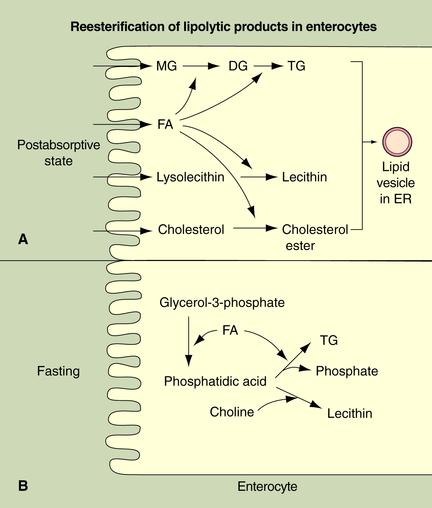 Reesterification of lipolytic products in enterocytes
MG
DG
TG
FA
Postabsorptive
state
Lysolecithin
Lecithin
Cholesterol
Cholesterol
ester
Lipid
vesicle
in ER
A
Glycerol-3-phosphate
FA
TG
Fasting
Phosphatidic acid
Phosphate
Choline
Lecithin
B
Enterocyte